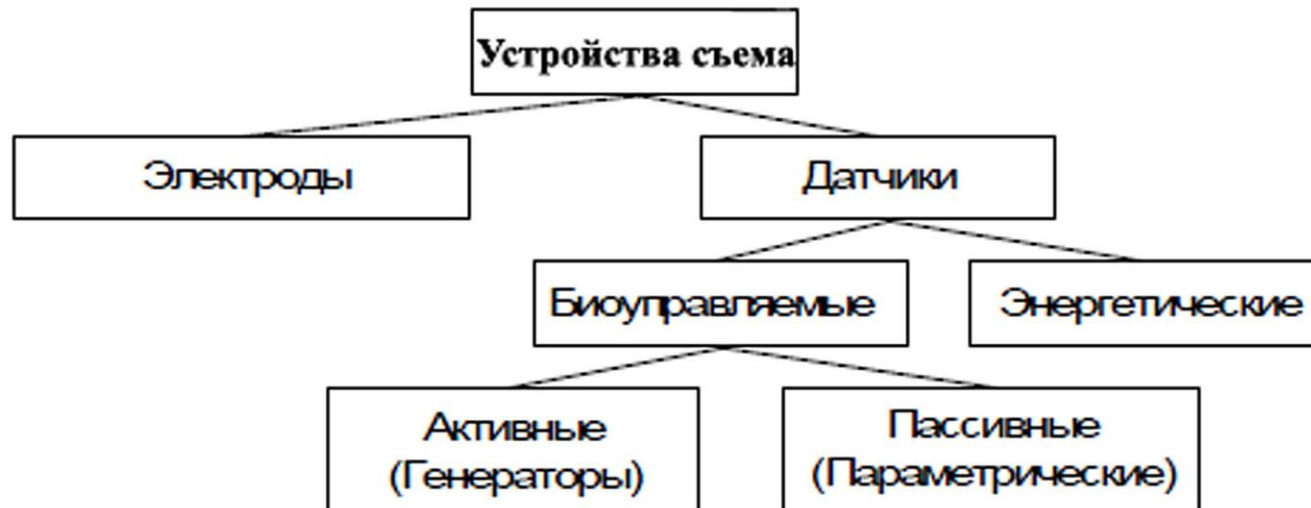 Устройства съема
Электроды
Датчики
Биоуправляемые
Энергетические
Активные
(Генераторы)
Пассивные
(Параметрические)